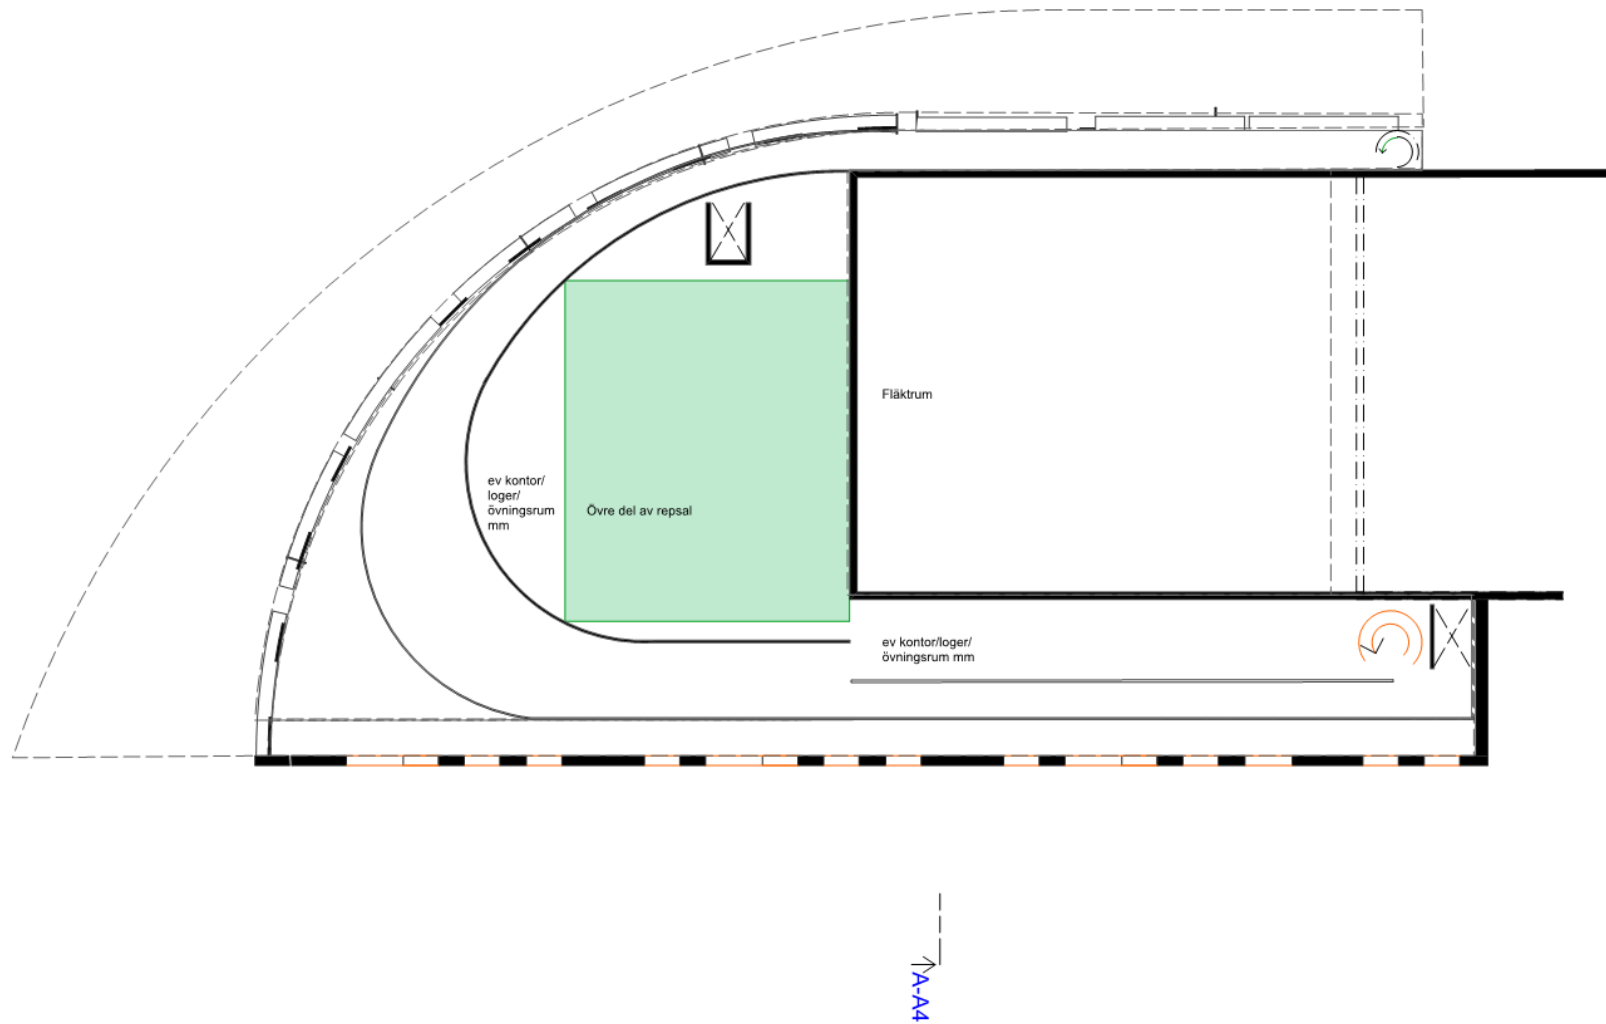 Fläktrum
ev kontor/
loger/
övningsrum
mm
Övre del av repsal
ev kontor/loger/
övningsrum mm
A-A4